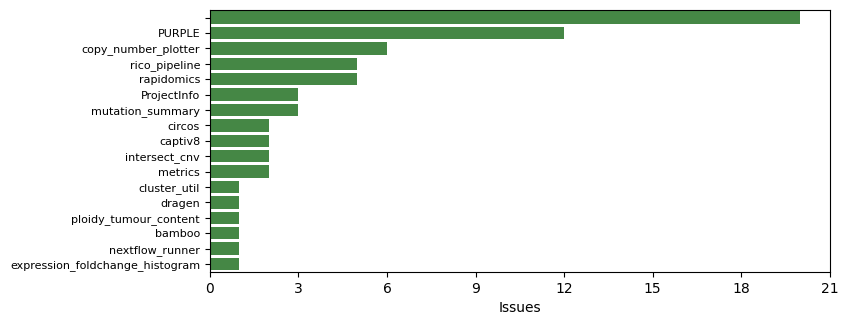 PURPLE
copy_number_plotter
rico_pipeline
rapidomics
ProjectInfo
mutation_summary
circos
captiv8
intersect_cnv
metrics
cluster_util
dragen
ploidy_tumour_content
bamboo
nextflow_runner
expression_foldchange_histogram
0 3 6 9 12 15 18 21
Issues